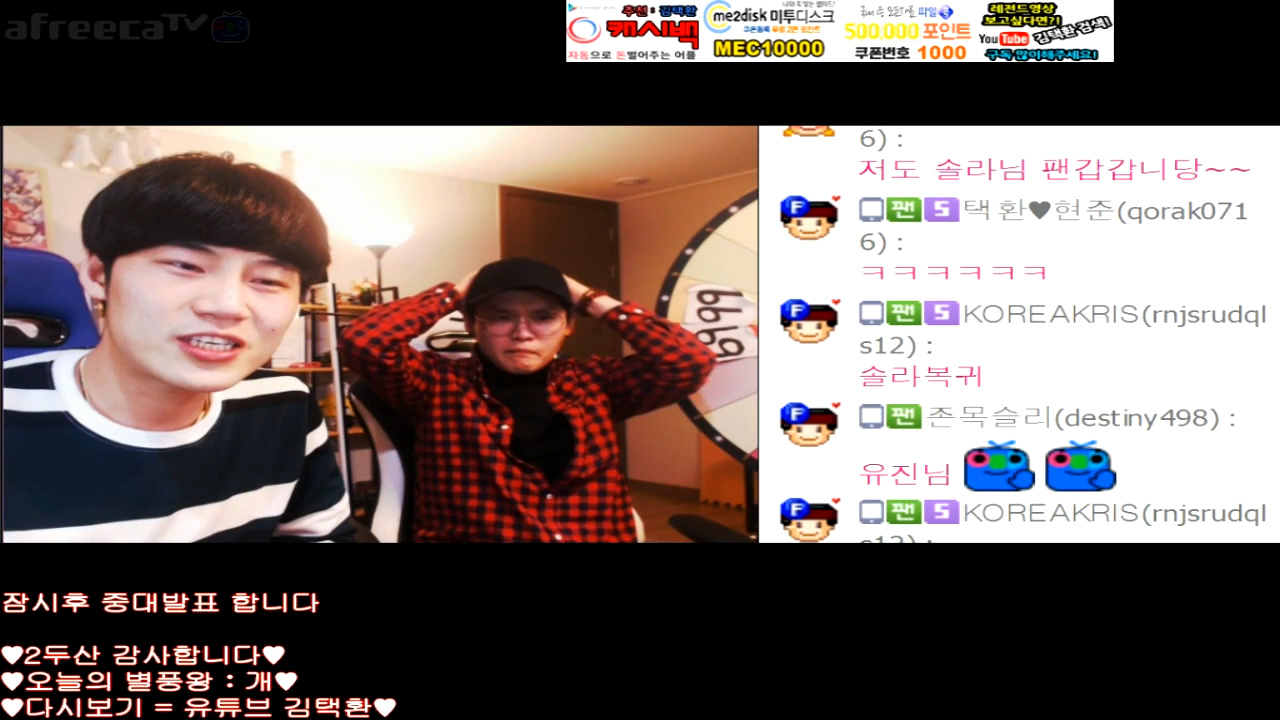 afreecaTV
추천 : 김택환
캐시백
자동으로 돈벌어주는 어플
me2disk 미투디스크
MEC10000
파일
500.000 포인트
쿠폰번호 1000
레전드영상
보고싶다면?!
YouTube 김택환 검색!
구독 많이해주세요!
6) :
저도 솔라님 팬갑갑니당~~
팬 S 택환♥현준(qorak071
6) :
ㅋㅋㅋㅋㅋㅋ
팬 S KOREAKRIS(rnjsrudql
s12) :
솔라복귀
팬 존목슬리(destiny498) :
유진님
팬 S KOREAKRIS(rnjsrudql
s12) :
잠시후 중대발표 합니다
♥2두산 감사합니다♥
♥오늘의 별풍왕 : 개♥
♥다시보기 = 유튜브 김택환♥